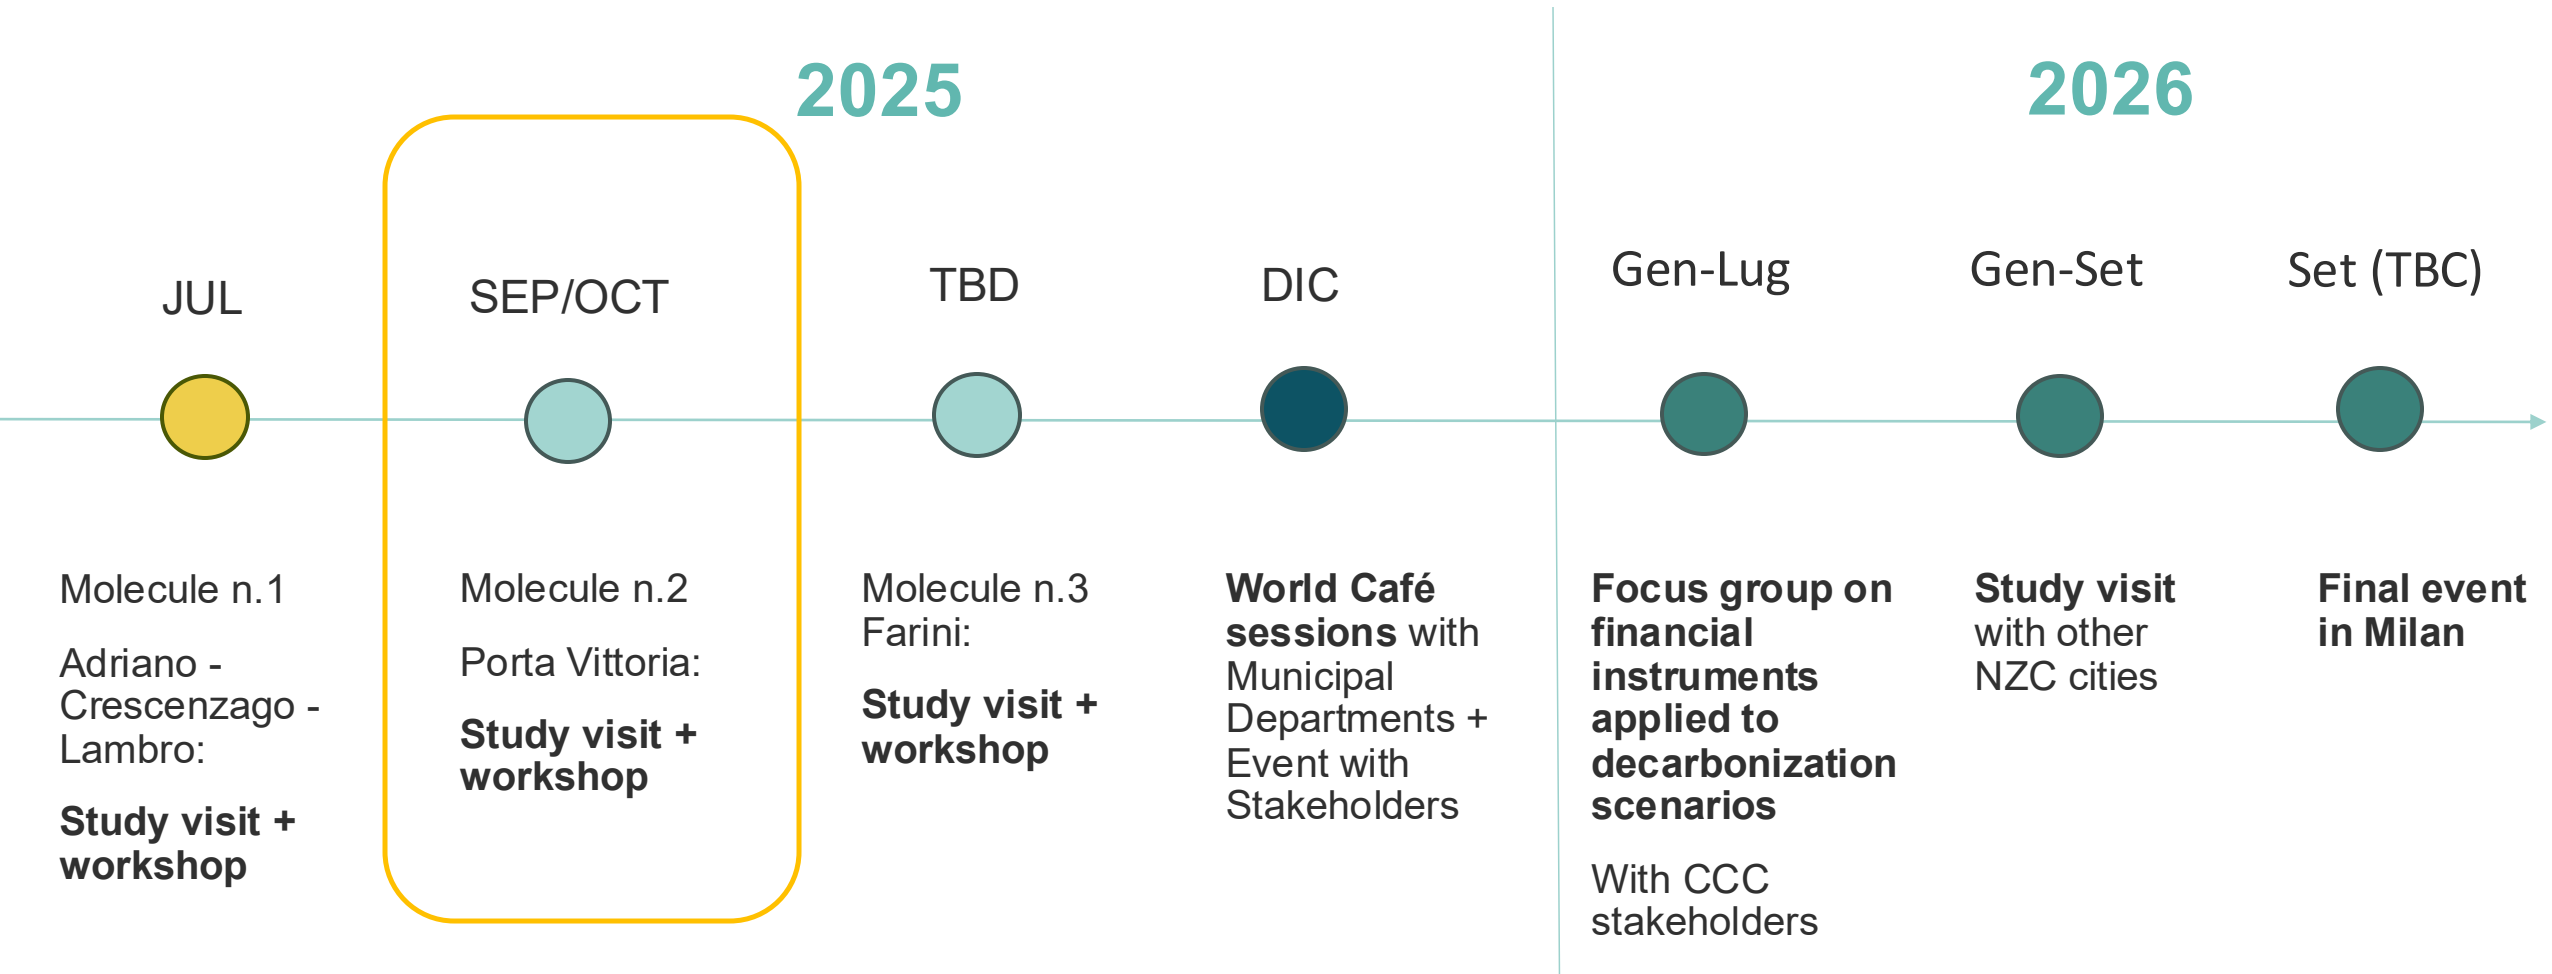 2025
2026
JUL
SEP/OCT
TBD
DIC
Gen-Lug
Gen-Set
Set (TBC)
Molecule n.1
Adriano -
Crescenzago -
Lambro:
Study visit +
workshop
Molecule n.2
Porta Vittoria:
Study visit +
workshop
Molecule n.3
Farini:
Study visit +
workshop
World Café
sessions with
Municipal
Departments +
Event with
Stakeholders
Focus group on
financial
instruments
applied to
decarbonization
scenarios
With CCC
stakeholders
Study visit
with other
NZC cities
Final event
in Milan